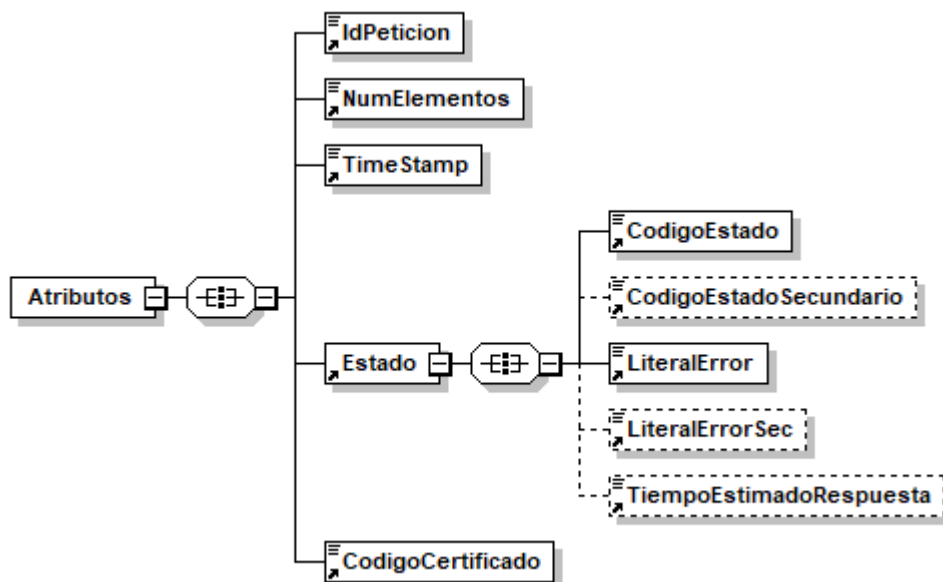 IdPeticion
NumElementos
TimeStamp
CodigoEstado
CodigoEstadoSecundario
Atributos
Estado
LiteralError
LiteralErrorSec
TiempoEstimadoRespuesta
CodigoCertificado